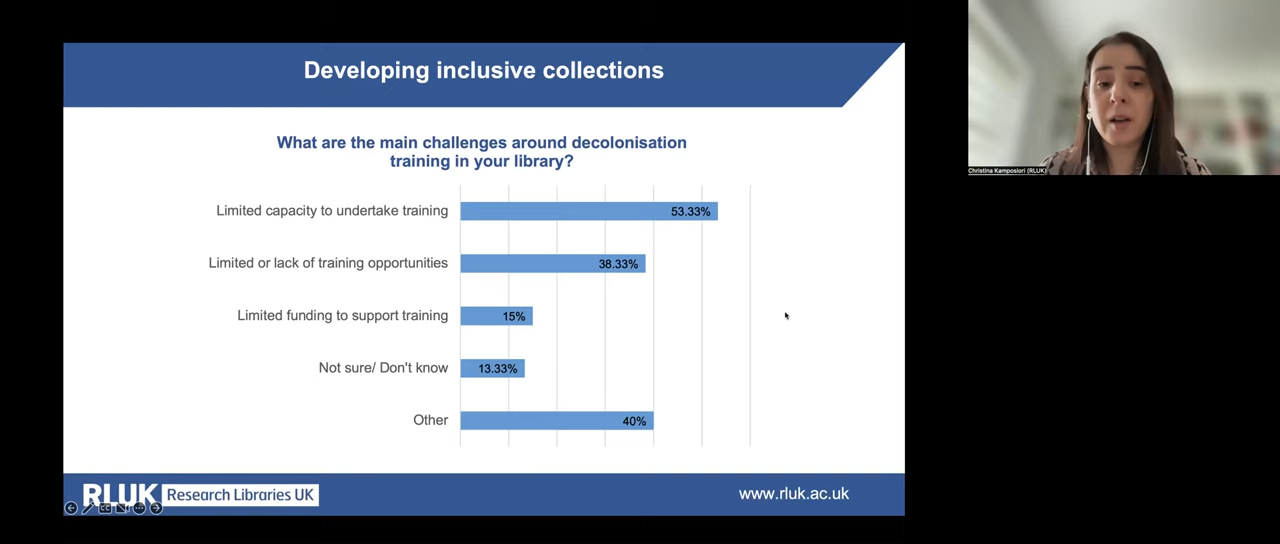 Developing inclusive collections
What are the main challenges around decolonisation
training in your library?
Limited capacity to undertake training
53.33%
Limited or lack of training opportunities
38.33%
Limited funding to support training
15%
Not sure/ Don't know
13.33%
Other
40%
RLUK Research Libraries UK
www.rluk.ac.uk
CC
Christina Kamposiori (RLUK)